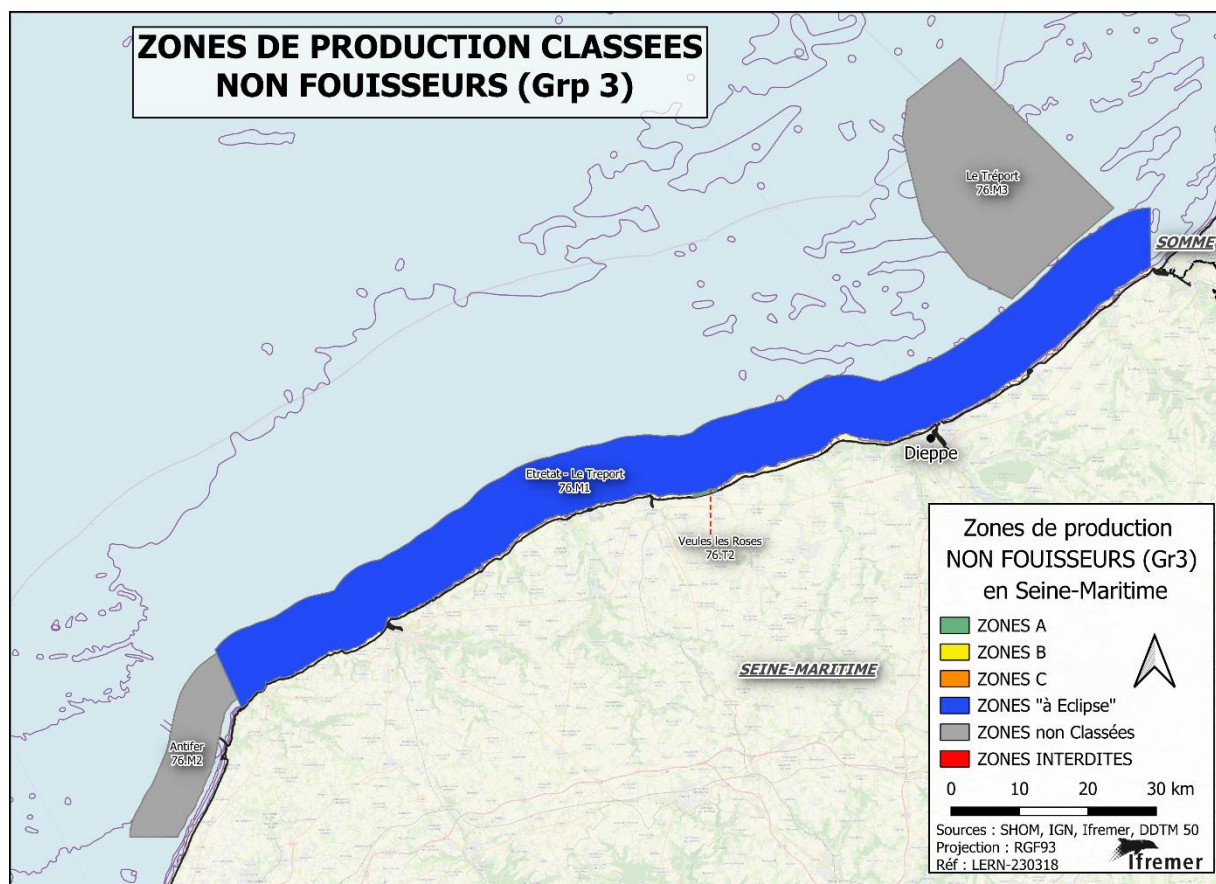 ZONES DE PRODUCTION CLASSEES
NON FOUISSEURS (Grp 3)
Le Tréport
76.M3
SOMME
Dieppe
Etretat - Le Treport
76.M1
Veules les Roses
76.T2
SEINE-MARITIME
Antifer
76.M2
Zones de production
NON FOUISSEURS (Gr3)
en Seine-Maritime
ZONES A
ZONES B
ZONES C
ZONES "à Eclipse"
ZONES non Classées
ZONES INTERDITES
0 10 20 30 km
Sources : SHOM, IGN, Ifremer, DDTM 50
Projection : RGF93
Réf : LERN-230318
Ifremer